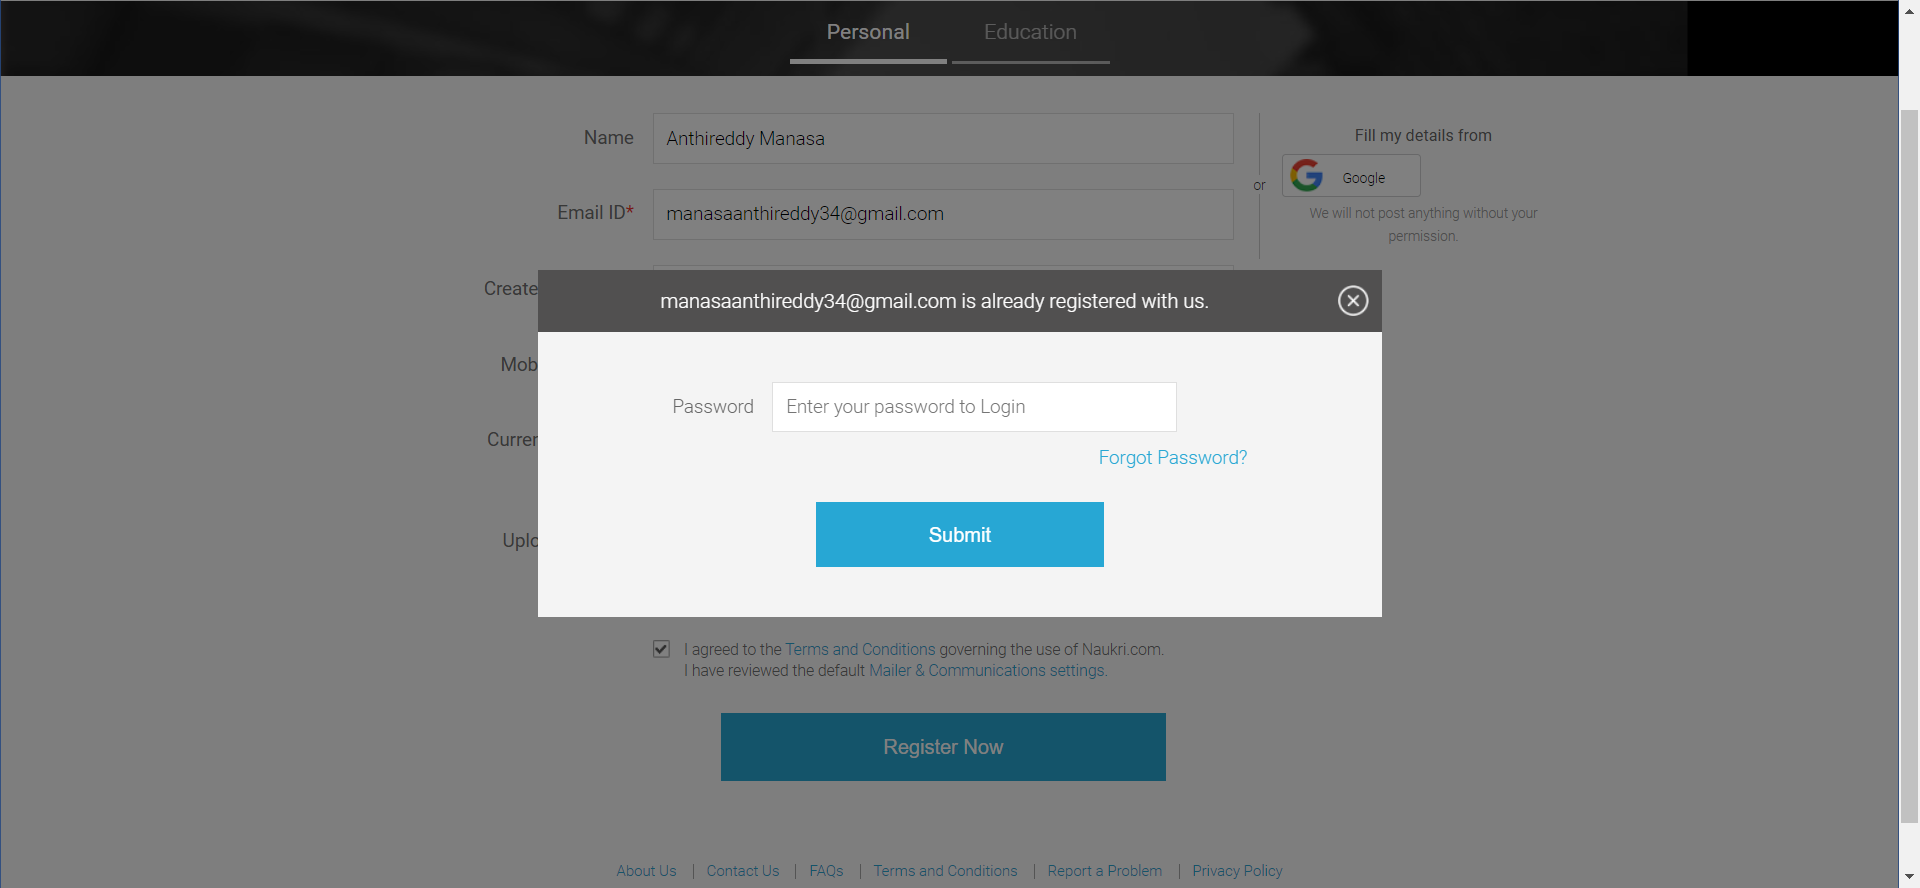 Personal
Education
Name
Anthireddy Manasa
Fill my details from
Google
or
Email ID*
manasaanthireddy34@gmail.com
We will not post anything without your
permission.
Create
manasaanthireddy34@gmail.com is already registered with us.
Mob
Password
Enter your password to Login
Curren
Forgot Password?
Submit
Uplo
I agreed to the Terms and Conditions governing the use of Naukri.com.
I have reviewed the default Mailer & Communications settings.
Register Now
About Us | Contact Us | FAQs | Terms and Conditions | Report a Problem | Privacy Policy